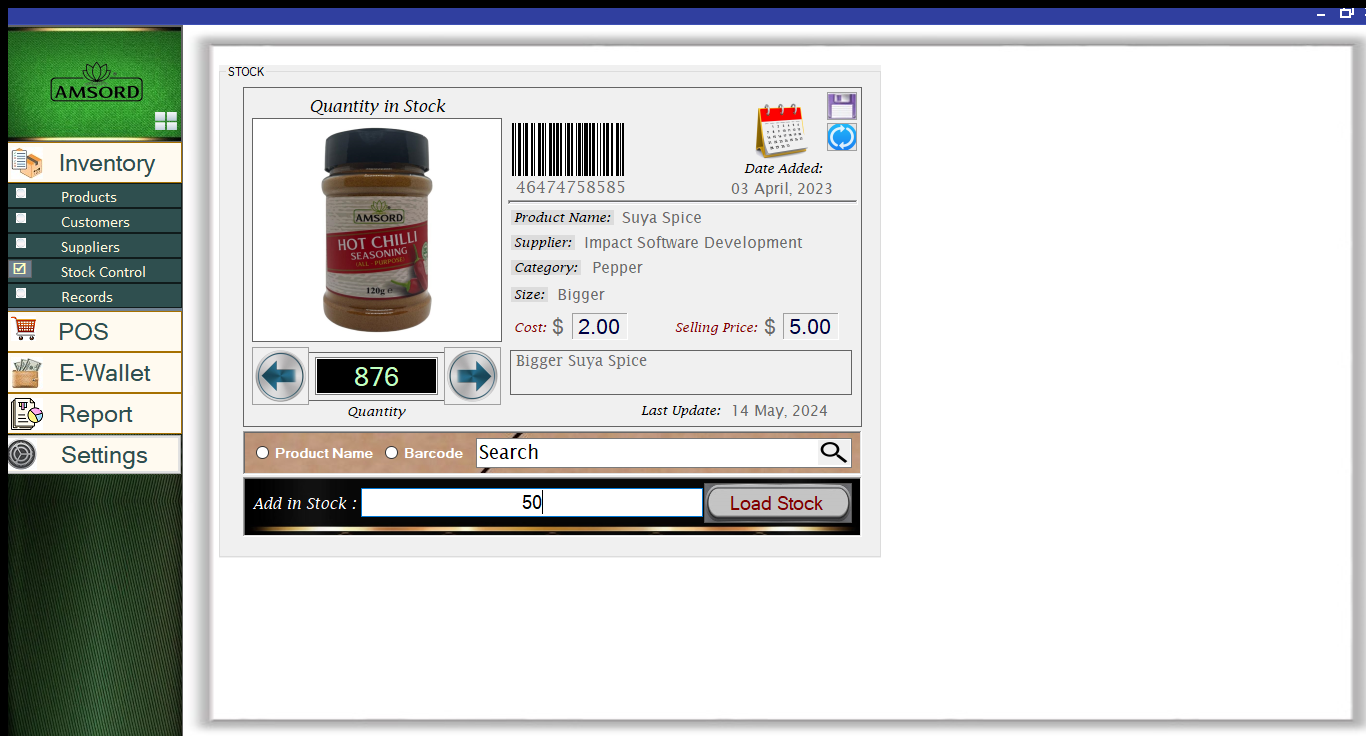 AMSORD
Inventory
Products
Customers
Suppliers
Stock Control
Records
POS
E-Wallet
Report
Settings
STOCK
Quantity in Stock
AMSORD
HOT CHILLI
SEASONING
(ALL - PURPOSE)
120g e
876
Quantity
46474758585
Date Added:
03 April, 2023
Product Name: Suya Spice
Supplier: Impact Software Development
Category: Pepper
Size: Bigger
Cost: $ 2.00 Selling Price: $ 5.00
Bigger Suya Spice
Last Update: 14 May, 2024
Product Name Barcode Search
Add in Stock : 50 Load Stock